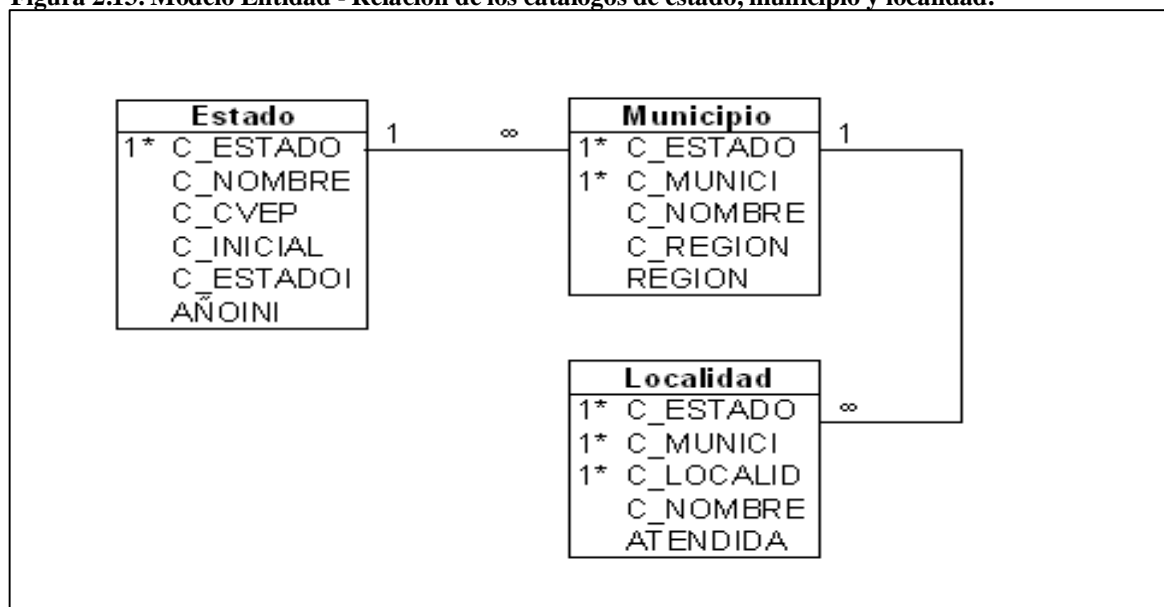 Figura 2.13. Modelo Entidad - Relación de los catálogos de estado, municipio y localidad.
Estado
1* C_ESTADO
C_NOMBRE
C_CVEP
C_INICIAL
C_ESTADOI
AÑOINI
1
∞
Municipio
1* C_ESTADO
1* C_MUNICI
C_NOMBRE
C_REGION
REGION
1
Localidad
1* C_ESTADO
1* C_MUNICI
1* C_LOCALID
C_NOMBRE
ATENDIDA
∞